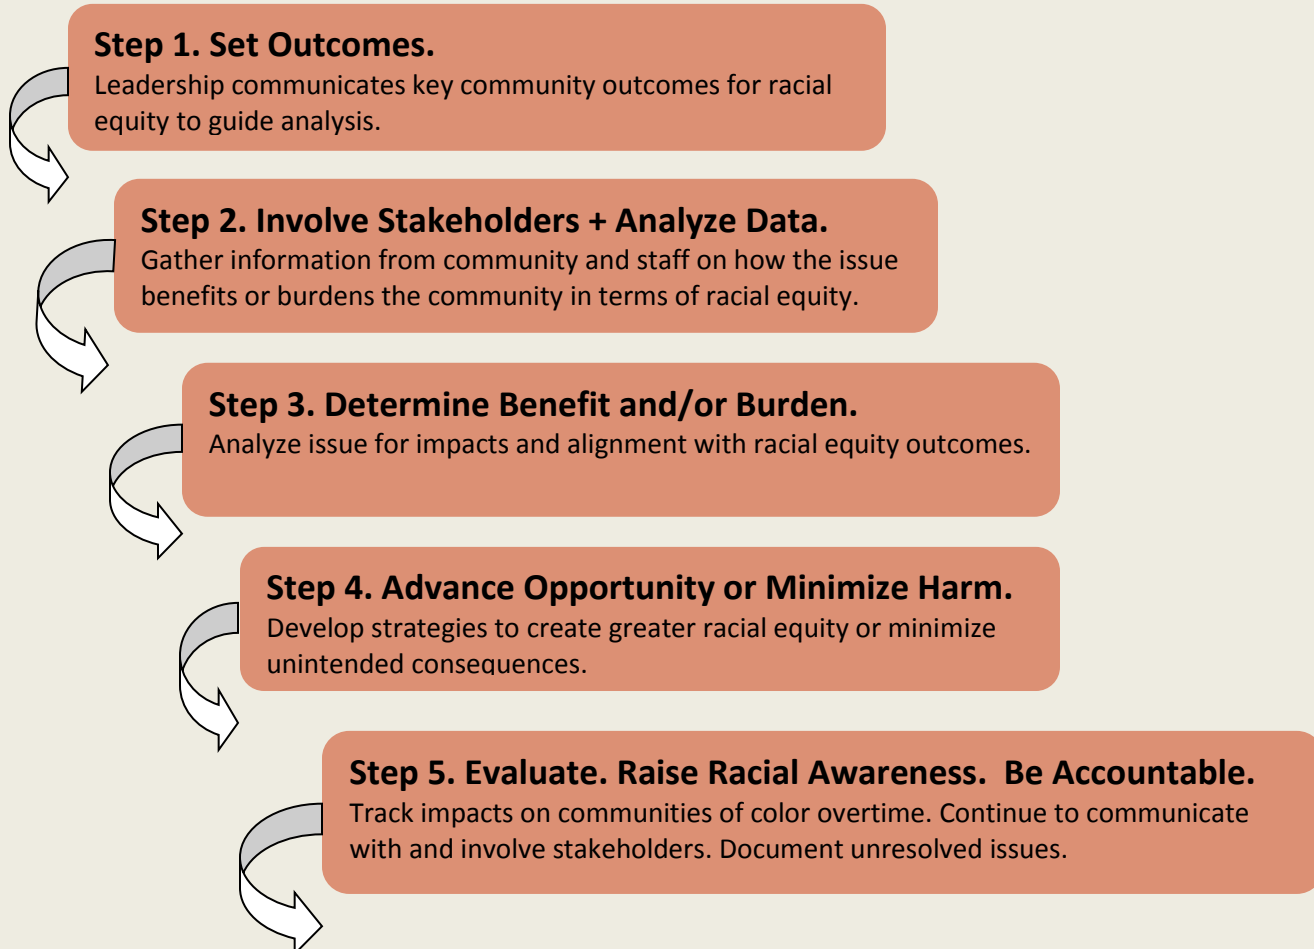 Step 1. Set Outcomes.
Leadership communicates key community outcomes for racial
equity to guide analysis.
Step 2. Involve Stakeholders + Analyze Data.
Gather information from community and staff on how the issue
benefits or burdens the community in terms of racial equity.
Step 3. Determine Benefit and/or Burden.
Analyze issue for impacts and alignment with racial equity outcomes.
Step 4. Advance Opportunity or Minimize Harm.
Develop strategies to create greater racial equity or minimize
unintended consequences.
Step 5. Evaluate. Raise Racial Awareness.  Be Accountable.
Track impacts on communities of color overtime. Continue to communicate
with and involve stakeholders. Document unresolved issues.